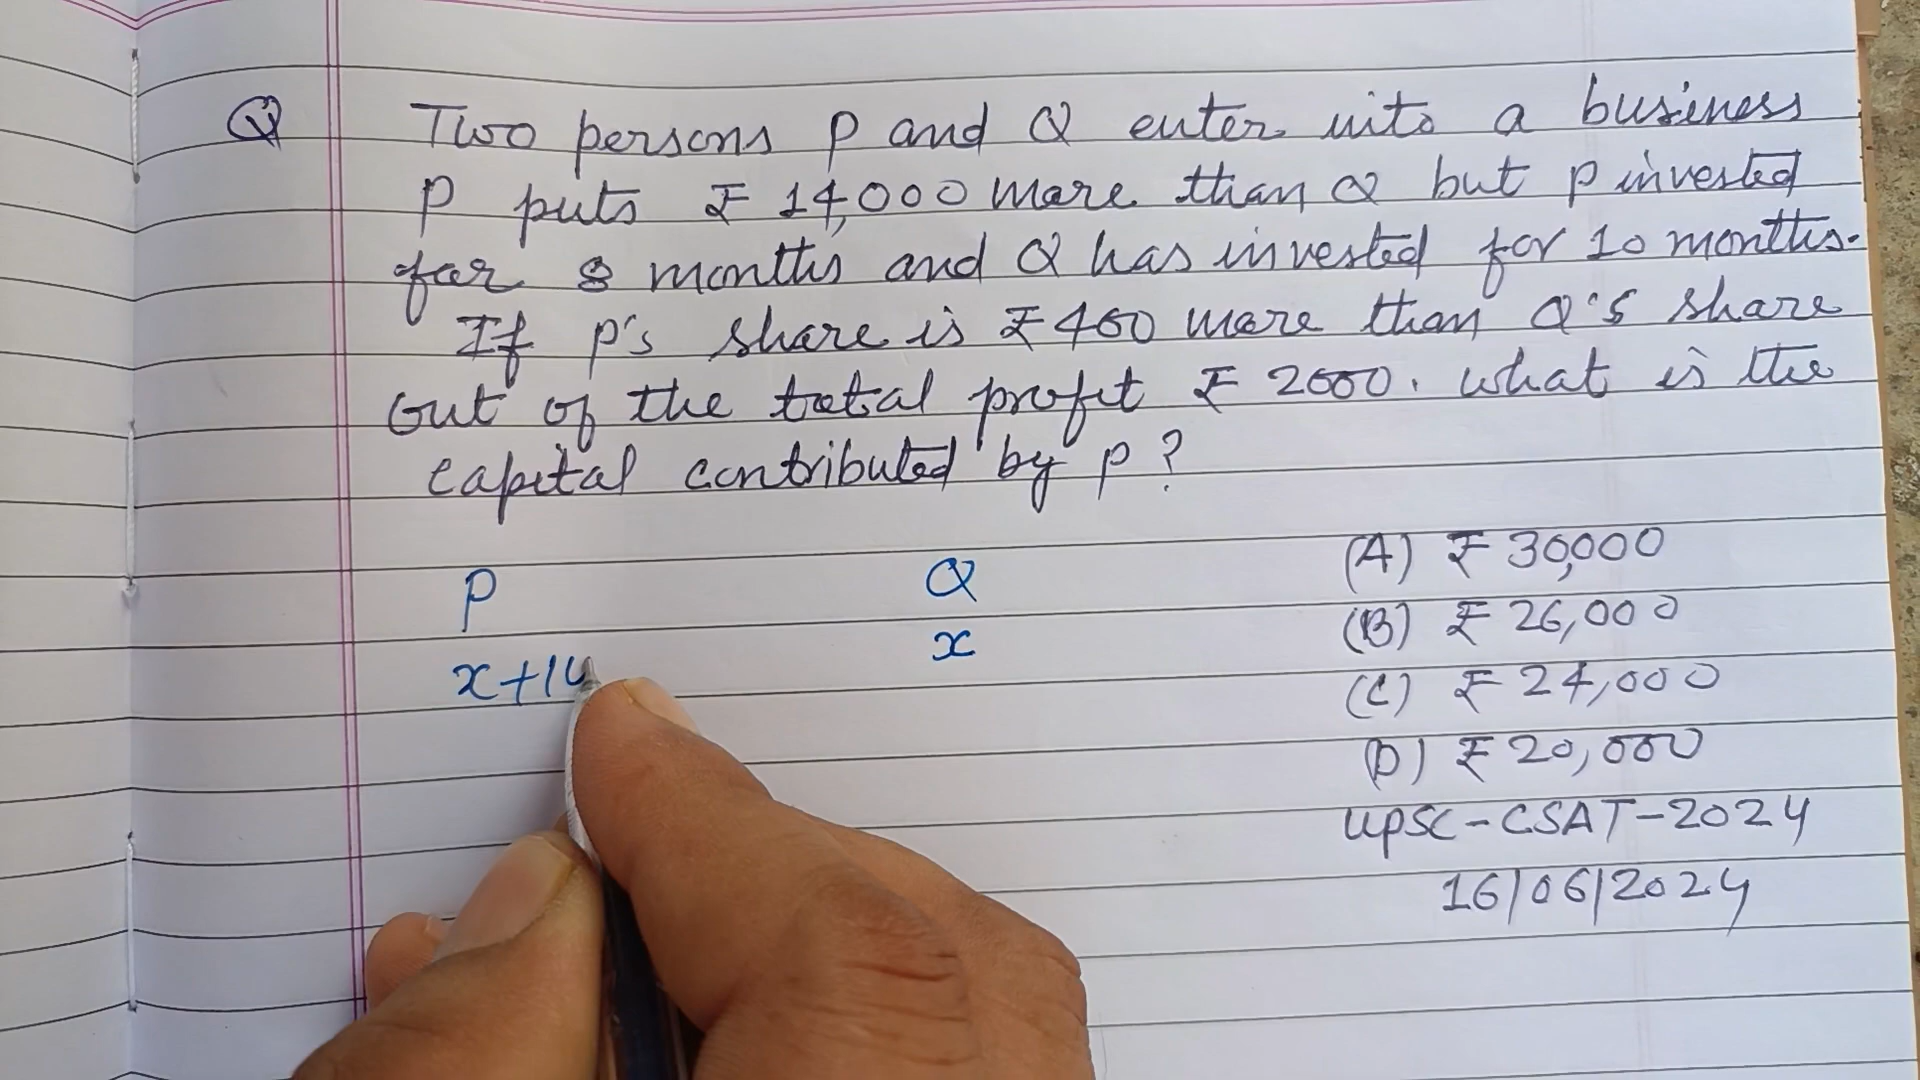 Q Two persons P and Q enter into a business
P puts ₹ 14,000 more than Q but P invested
for 8 months and Q has invested for 10 months.
If P's share is ₹ 400 more than Q's share
out of the total profit ₹ 2000. what is the
capital contributed by P?
P Q
x+14 x
(A) ₹ 30,000
(B) ₹ 26,000
(C) ₹ 24,000
(D) ₹ 20,000
UPSC-CSAT-2024
16/06/2024